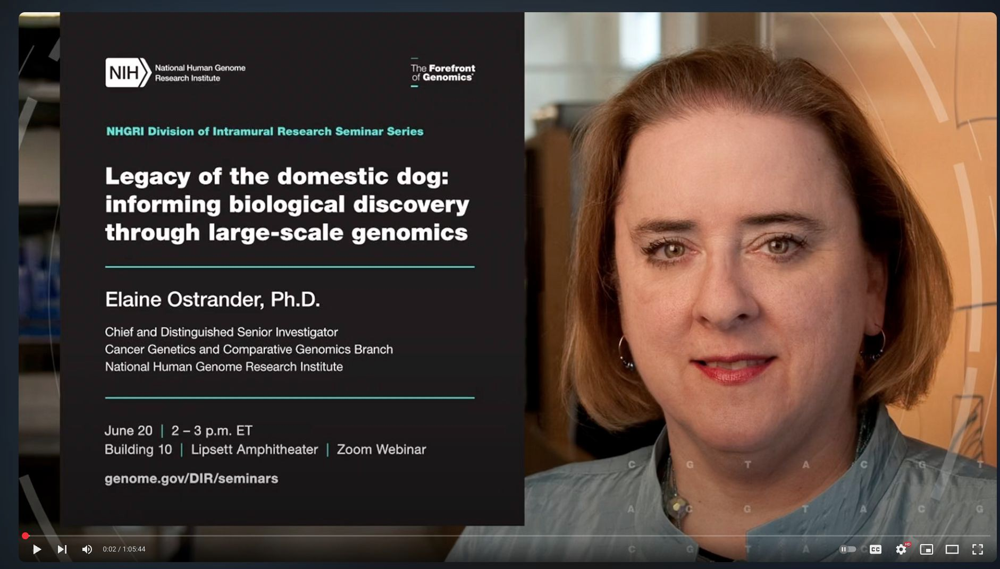 NIH
National Human Genome
Research Institute
The Forefront
of Genomics®
NHGRI Division of Intramural Research Seminar Series
Legacy of the domestic dog:
informing biological discovery
through large-scale genomics
Elaine Ostrander, Ph.D.
Chief and Distinguished Senior Investigator
Cancer Genetics and Comparative Genomics Branch
National Human Genome Research Institute
June 20 | 2 – 3 p.m. ET
Building 10 | Lipsett Amphitheater | Zoom Webinar
genome.gov/DIR/seminars
C G T A C G T
A C G T A C G
C G T A C
0:02 / 1:05:44
CC
HD